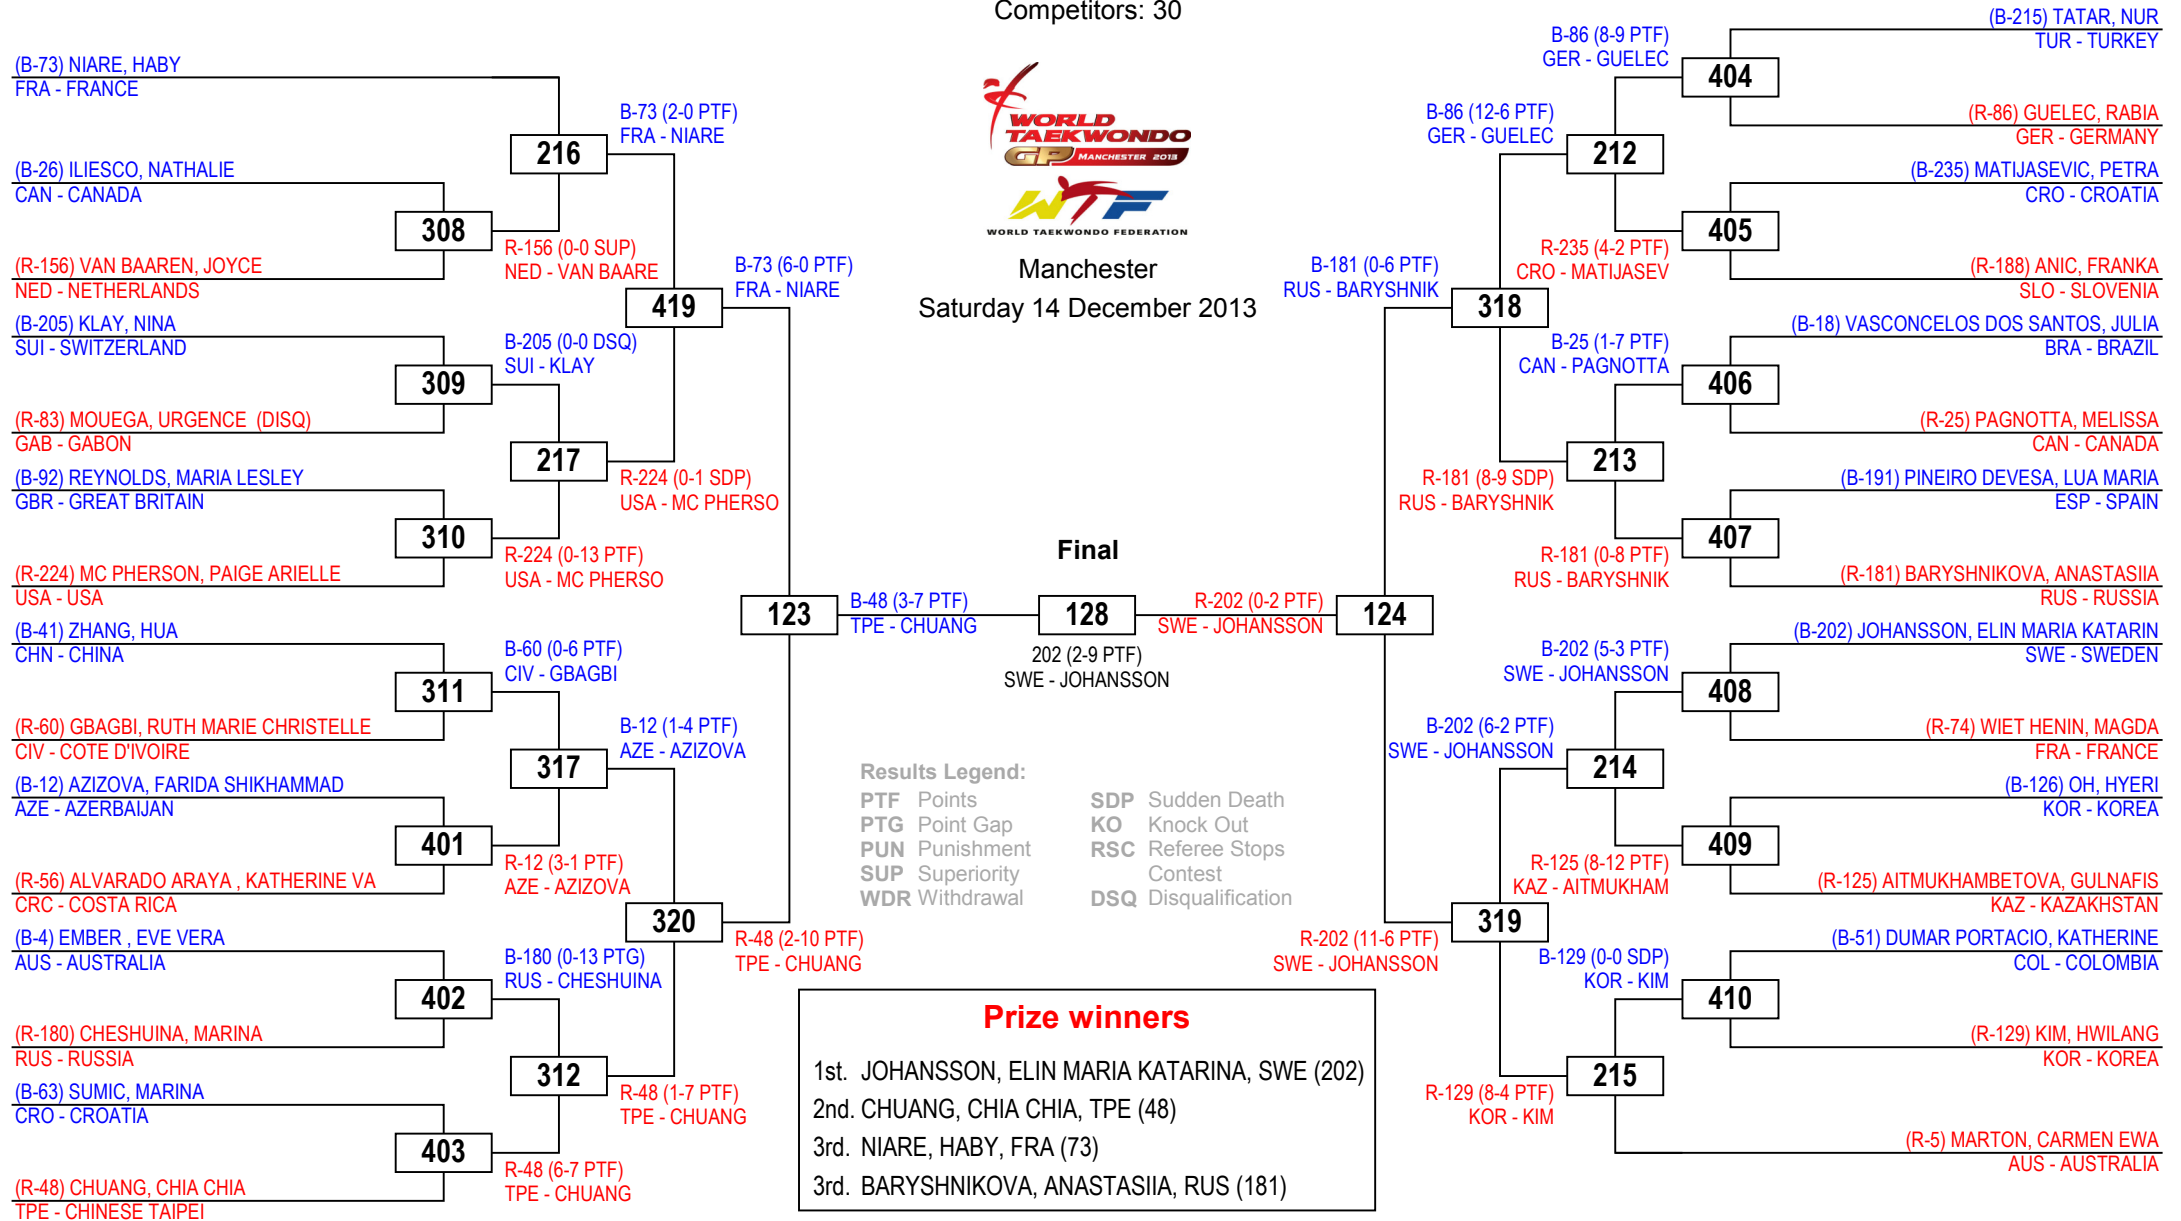 Competitors: 30
WORLD
TAEKWONDO
GP MANCHESTER 2013
WTF
WORLD TAEKWONDO FEDERATION
Manchester
Saturday 14 December 2013
(B-73) NIARE, HABY
FRA - FRANCE
(B-26) ILIESCO, NATHALIE
CAN - CANADA
(R-156) VAN BAAREN, JOYCE
NED - NETHERLANDS
(B-205) KLAY, NINA
SUI - SWITZERLAND
(R-83) MOUEGA, URGENCE  (DISQ)
GAB - GABON
(B-92) REYNOLDS, MARIA LESLEY
GBR - GREAT BRITAIN
(R-224) MC PHERSON, PAIGE ARIELLE
USA - USA
(B-41) ZHANG, HUA
CHN - CHINA
(R-60) GBAGBI, RUTH MARIE CHRISTELLE
CIV - COTE D'IVOIRE
(B-12) AZIZOVA, FARIDA SHIKHAMMAD
AZE - AZERBAIJAN
(R-56) ALVARADO ARAYA , KATHERINE VA
CRC - COSTA RICA
(B-4) EMBER , EVE VERA
AUS - AUSTRALIA
(R-180) CHESHUINA, MARINA
RUS - RUSSIA
(B-63) SUMIC, MARINA
CRO - CROATIA
(R-48) CHUANG, CHIA CHIA
TPE - CHINESE TAIPEI
308
309
310
311
401
402
403
R-156 (0-0 SUP)
NED - VAN BAARE
B-205 (0-0 DSQ)
SUI - KLAY
R-224 (0-13 PTF)
USA - MC PHERSO
B-60 (0-6 PTF)
CIV - GBAGBI
R-12 (3-1 PTF)
AZE - AZIZOVA
B-180 (0-13 PTG)
RUS - CHESHUINA
R-48 (6-7 PTF)
TPE - CHUANG
216
217
317
312
B-73 (2-0 PTF)
FRA - NIARE
R-224 (0-1 SDP)
USA - MC PHERSO
B-12 (1-4 PTF)
AZE - AZIZOVA
R-48 (1-7 PTF)
TPE - CHUANG
419
320
B-73 (6-0 PTF)
FRA - NIARE
R-48 (2-10 PTF)
TPE - CHUANG
123
B-48 (3-7 PTF)
TPE - CHUANG
Final
128
202 (2-9 PTF)
SWE - JOHANSSON
R-202 (0-2 PTF)
SWE - JOHANSSON
124
B-181 (0-6 PTF)
RUS - BARYSHNIK
R-202 (11-6 PTF)
SWE - JOHANSSON
318
319
B-86 (12-6 PTF)
GER - GUELEC
R-181 (8-9 SDP)
RUS - BARYSHNIK
B-202 (6-2 PTF)
SWE - JOHANSSON
R-129 (8-4 PTF)
KOR - KIM
212
213
214
215
B-86 (8-9 PTF)
GER - GUELEC
R-235 (4-2 PTF)
CRO - MATIJASEV
B-25 (1-7 PTF)
CAN - PAGNOTTA
R-181 (0-8 PTF)
RUS - BARYSHNIK
B-202 (5-3 PTF)
SWE - JOHANSSON
R-125 (8-12 PTF)
KAZ - AITMUKHAM
B-129 (0-0 SDP)
KOR - KIM
404
405
406
407
408
409
410
(B-215) TATAR, NUR
TUR - TURKEY
(R-86) GUELEC, RABIA
GER - GERMANY
(B-235) MATIJASEVIC, PETRA
CRO - CROATIA
(R-188) ANIC, FRANKA
SLO - SLOVENIA
(B-18) VASCONCELOS DOS SANTOS, JULIA
BRA - BRAZIL
(R-25) PAGNOTTA, MELISSA
CAN - CANADA
(B-191) PINEIRO DEVESA, LUA MARIA
ESP - SPAIN
(R-181) BARYSHNIKOVA, ANASTASIIA
RUS - RUSSIA
(B-202) JOHANSSON, ELIN MARIA KATARIN
SWE - SWEDEN
(R-74) WIET HENIN, MAGDA
FRA - FRANCE
(B-126) OH, HYERI
KOR - KOREA
(R-125) AITMUKHAMBETOVA, GULNAFIS
KAZ - KAZAKHSTAN
(B-51) DUMAR PORTACIO, KATHERINE
COL - COLOMBIA
(R-129) KIM, HWILANG
KOR - KOREA
(R-5) MARTON, CARMEN EWA
AUS - AUSTRALIA
Results Legend:
PTF Points
PTG Point Gap
PUN Punishment
SUP Superiority
WDR Withdrawal
SDP Sudden Death
KO Knock Out
RSC Referee Stops
Contest
DSQ Disqualification
Prize winners
1st. JOHANSSON, ELIN MARIA KATARINA, SWE (202)
2nd. CHUANG, CHIA CHIA, TPE (48)
3rd. NIARE, HABY, FRA (73)
3rd. BARYSHNIKOVA, ANASTASIIA, RUS (181)